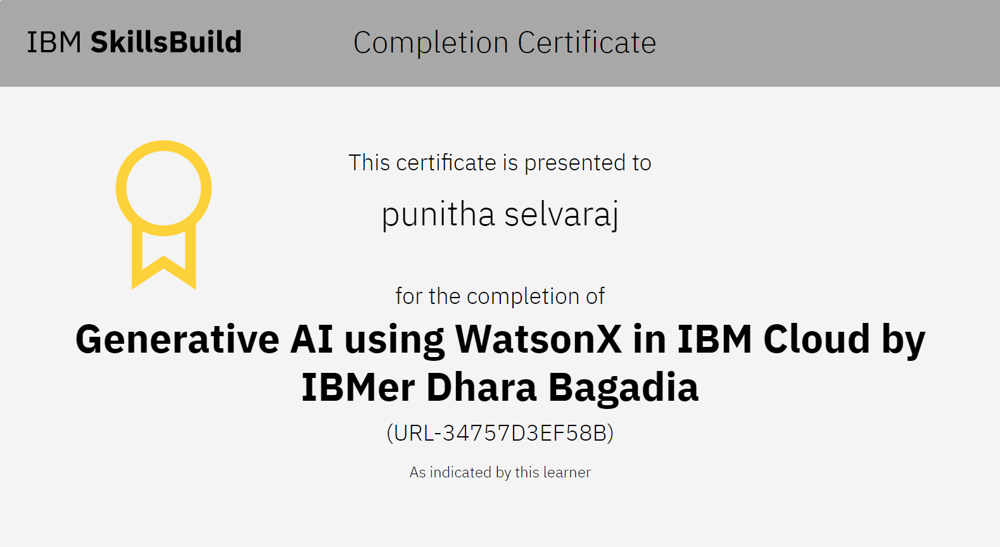 IBM SkillsBuild
Completion Certificate
This certificate is presented to
punitha selvaraj
for the completion of
Generative AI using WatsonX in IBM Cloud by
IBMer Dhara Bagadia
(URL-34757D3EF58B)
As indicated by this learner